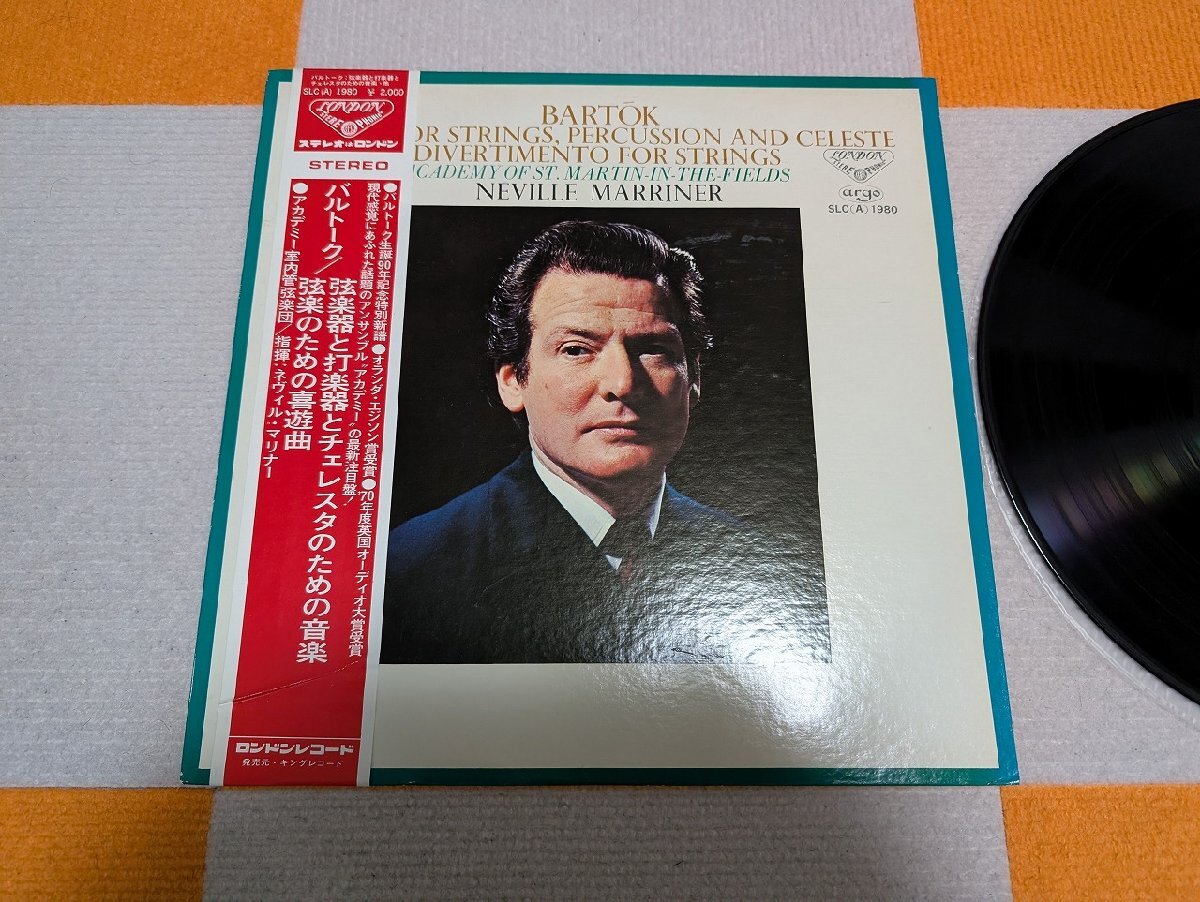 バルトーク:弦楽器と打楽器と
チェレスタのための音楽・他
SLC(A) 1980 ¥ 2,000
LONDON
STEREOPHONIC
ステレオはロンドン
STEREO
●バルトーク生誕90年記念特別新譜●オランダ・エジソン賞受賞●'70年度英国オーディオ大賞受賞
現代感覚にあふれた話題のアンサンブル"アカデミー"の最新注目盤!
バルトーク/弦楽器と打楽器とチェレスタのための音楽
弦楽のための喜遊曲
●アカデミー室内管弦楽団/指揮:ネヴィル・マリナー
ロンドンレコード
発売元・キングレコード
BARTÓK
OR STRINGS, PERCUSSION AND CELESTE
DIVERTIMENTO FOR STRINGS
CADEMY OF ST. MARTIN-IN-THE-FIELDS
NEVILLE MARRINER
LONDON
STEREOPHONIC
argo
SLC(A) 1980